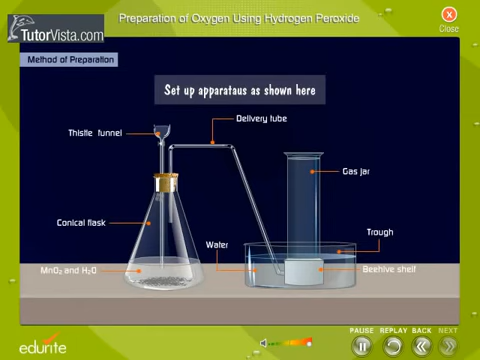 Preparation of Oxygen Using Hydrogen Peroxide
Close
TutorVista.com
Method of Preparation
Set up apparataus as shown here
Delivery tube
Thistle funnel
Gas jar
Conical flask
Trough
Water
MnO₂ and H₂O
Beehive shelf
PAUSE REPLAY BACK NEXT
edurite